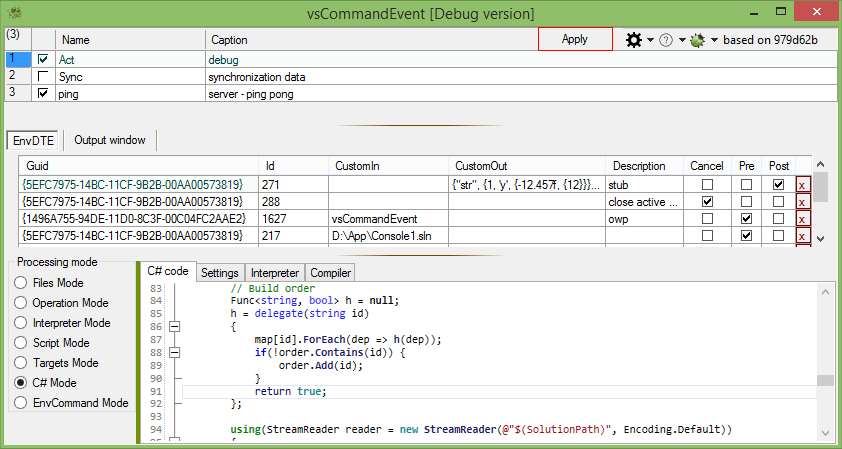 vsCommandEvent [Debug version]
(3) Name Caption Apply based on 979d62b
1 Act debug
2 Sync synchronization data
3 ping server - ping pong
EnvDTE Output window
Guid Id CustomIn CustomOut Description Cancel Pre Post
{5EFC7975-14BC-11CF-9B2B-00AA00573819} 271 {"str", {1, 'y', {-12.457f, {12}}}... stub x
{5EFC7975-14BC-11CF-9B2B-00AA00573819} 288 close active ... x
{1496A755-94DE-11D0-8C3F-00C04FC2AAE2} 1627 vsCommandEvent owp x
{5EFC7975-14BC-11CF-9B2B-00AA00573819} 217 D:\App\Console1.sln x
Processing mode
Files Mode
Operation Mode
Interpreter Mode
Script Mode
Targets Mode
C# Mode
EnvCommand Mode
C# code Settings Interpreter Compiler
83 // Build order
84 Func<string, bool> h = null;
85 h = delegate(string id)
86 {
87 map[id].ForEach(dep => h(dep));
88 if(!order.Contains(id)) {
89 order.Add(id);
90 }
91 return true;
92 };
93
94 using(StreamReader reader = new StreamReader(@"$(SolutionPath)", Encoding.Default))
95 {